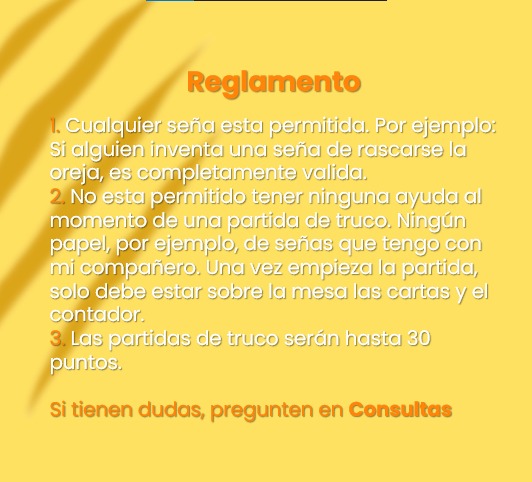 Reglamento
1. Cualquier seña esta permitida. Por ejemplo:
Si alguien inventa una seña de rascarse la
oreja, es completamente valida.
2. No esta permitido tener ninguna ayuda al
momento de una partida de truco. Ningún
papel, por ejemplo, de señas que tengo con
mi compañero. Una vez empieza la partida,
solo debe estar sobre la mesa las cartas y el
contador.
3. Las partidas de truco serán hasta 30
puntos.
Si tienen dudas, pregunten en Consultas